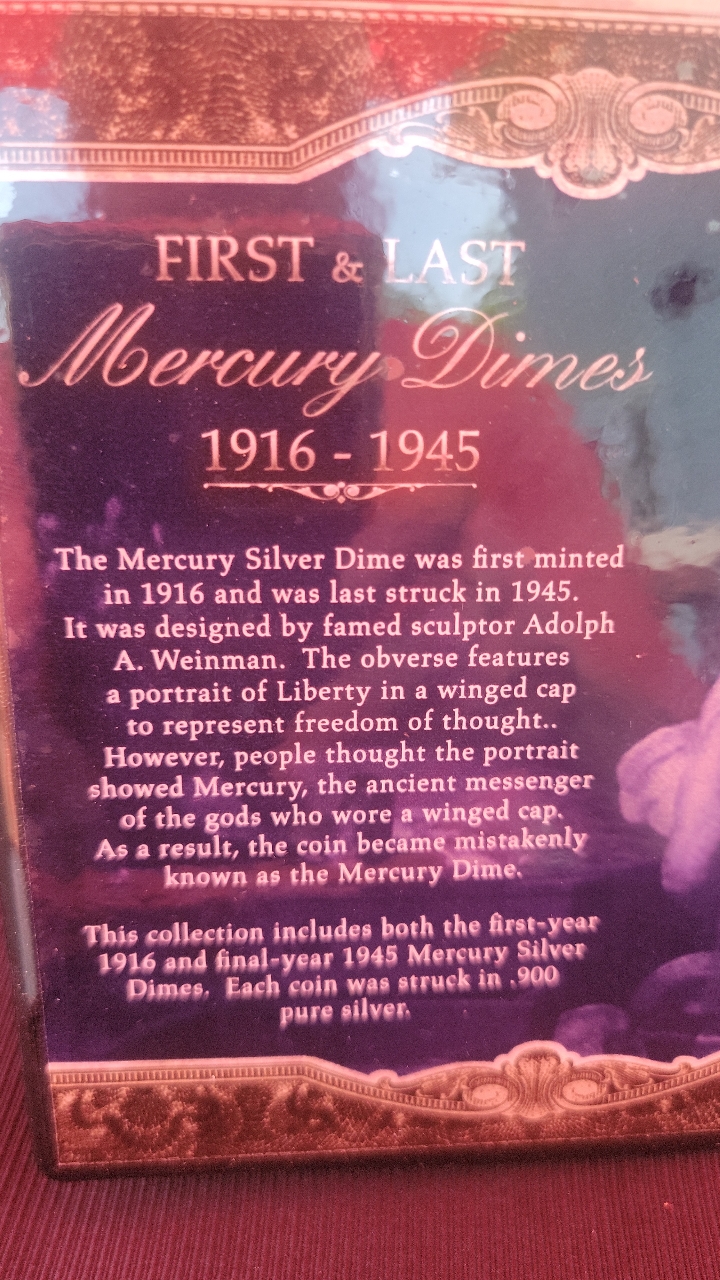 FIRST & LAST
Mercury Dimes
1916 - 1945
The Mercury Silver Dime was first minted
in 1916 and was last struck in 1945.
It was designed by famed sculptor Adolph
A. Weinman. The obverse features
a portrait of Liberty in a winged cap
to represent freedom of thought..
However, people thought the portrait
showed Mercury, the ancient messenger
of the gods who wore a winged cap.
As a result, the coin became mistakenly
known as the Mercury Dime.
This collection includes both the first-year
1916 and final-year 1945 Mercury Silver
Dimes. Each coin was struck in .900
pure silver.